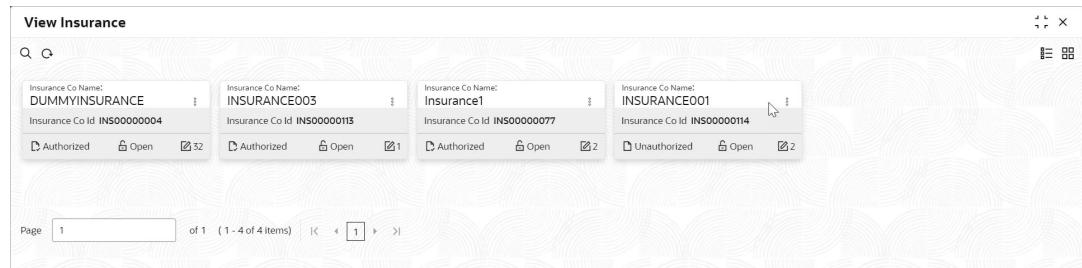 View Insurance
Insurance Co Name: Insurance Co Name: Insurance Co Name: Insurance Co Name:
DUMMYINSURANCE INSURANCE003 Insurance1 INSURANCE001
Insurance Co Id INS00000004 Insurance Co Id INS00000113 Insurance Co Id INS00000077 Insurance Co Id INS00000114
Authorized Open 32 Authorized Open 1 Authorized Open 2 Unauthorized Open 2
Page 1 of 1 ( 1 - 4 of 4 items) 1